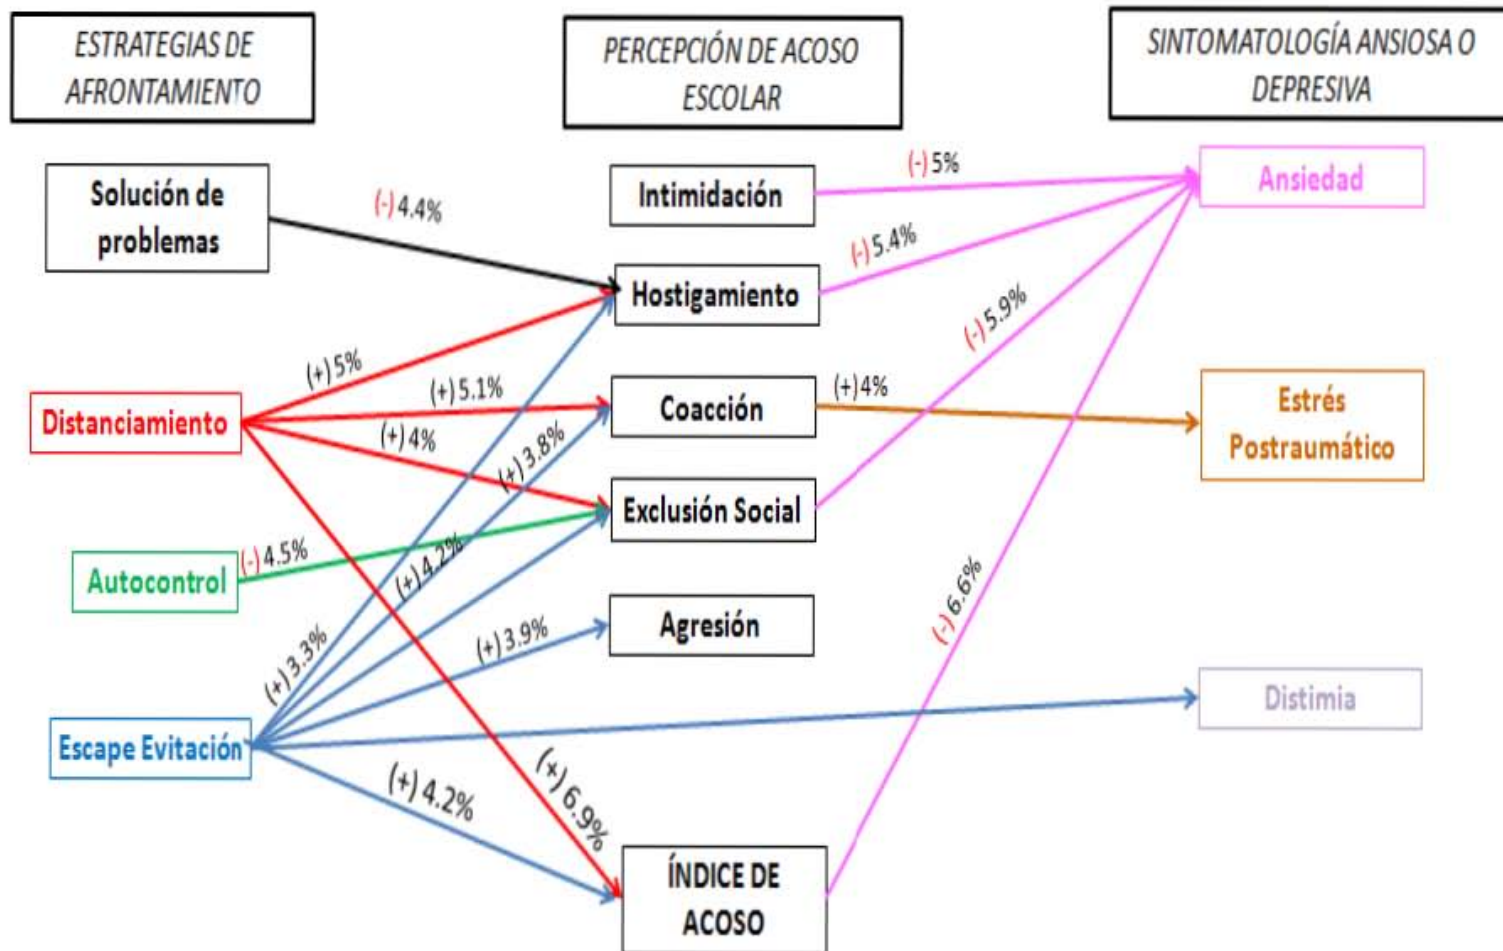 ESTRATEGIAS DE
AFRONTAMIENTO
PERCEPCIÓN DE ACOSO
ESCOLAR
SINTOMATOLOGÍA ANSIOSA O
DEPRESIVA
Solución de
problemas
(-) 4.4%
Intimidación
(-) 5%
Ansiedad
Hostigamiento
(-) 5.4%
(-) 5.9%
(+) 5%
Distanciamiento
(+) 5.1%
(+) 4%
(+) 3.8%
Coacción
(+) 4%
Estrés
Postraumático
Exclusión Social
Autocontrol
(-) 4.5%
(+) 4.2%
(+) 3.3%
(+) 3.9%
Agresión
(-) 6.6%
Escape Evitación
Distimia
(+) 4.2%
(+) 6.9%
ÍNDICE DE
ACOSO